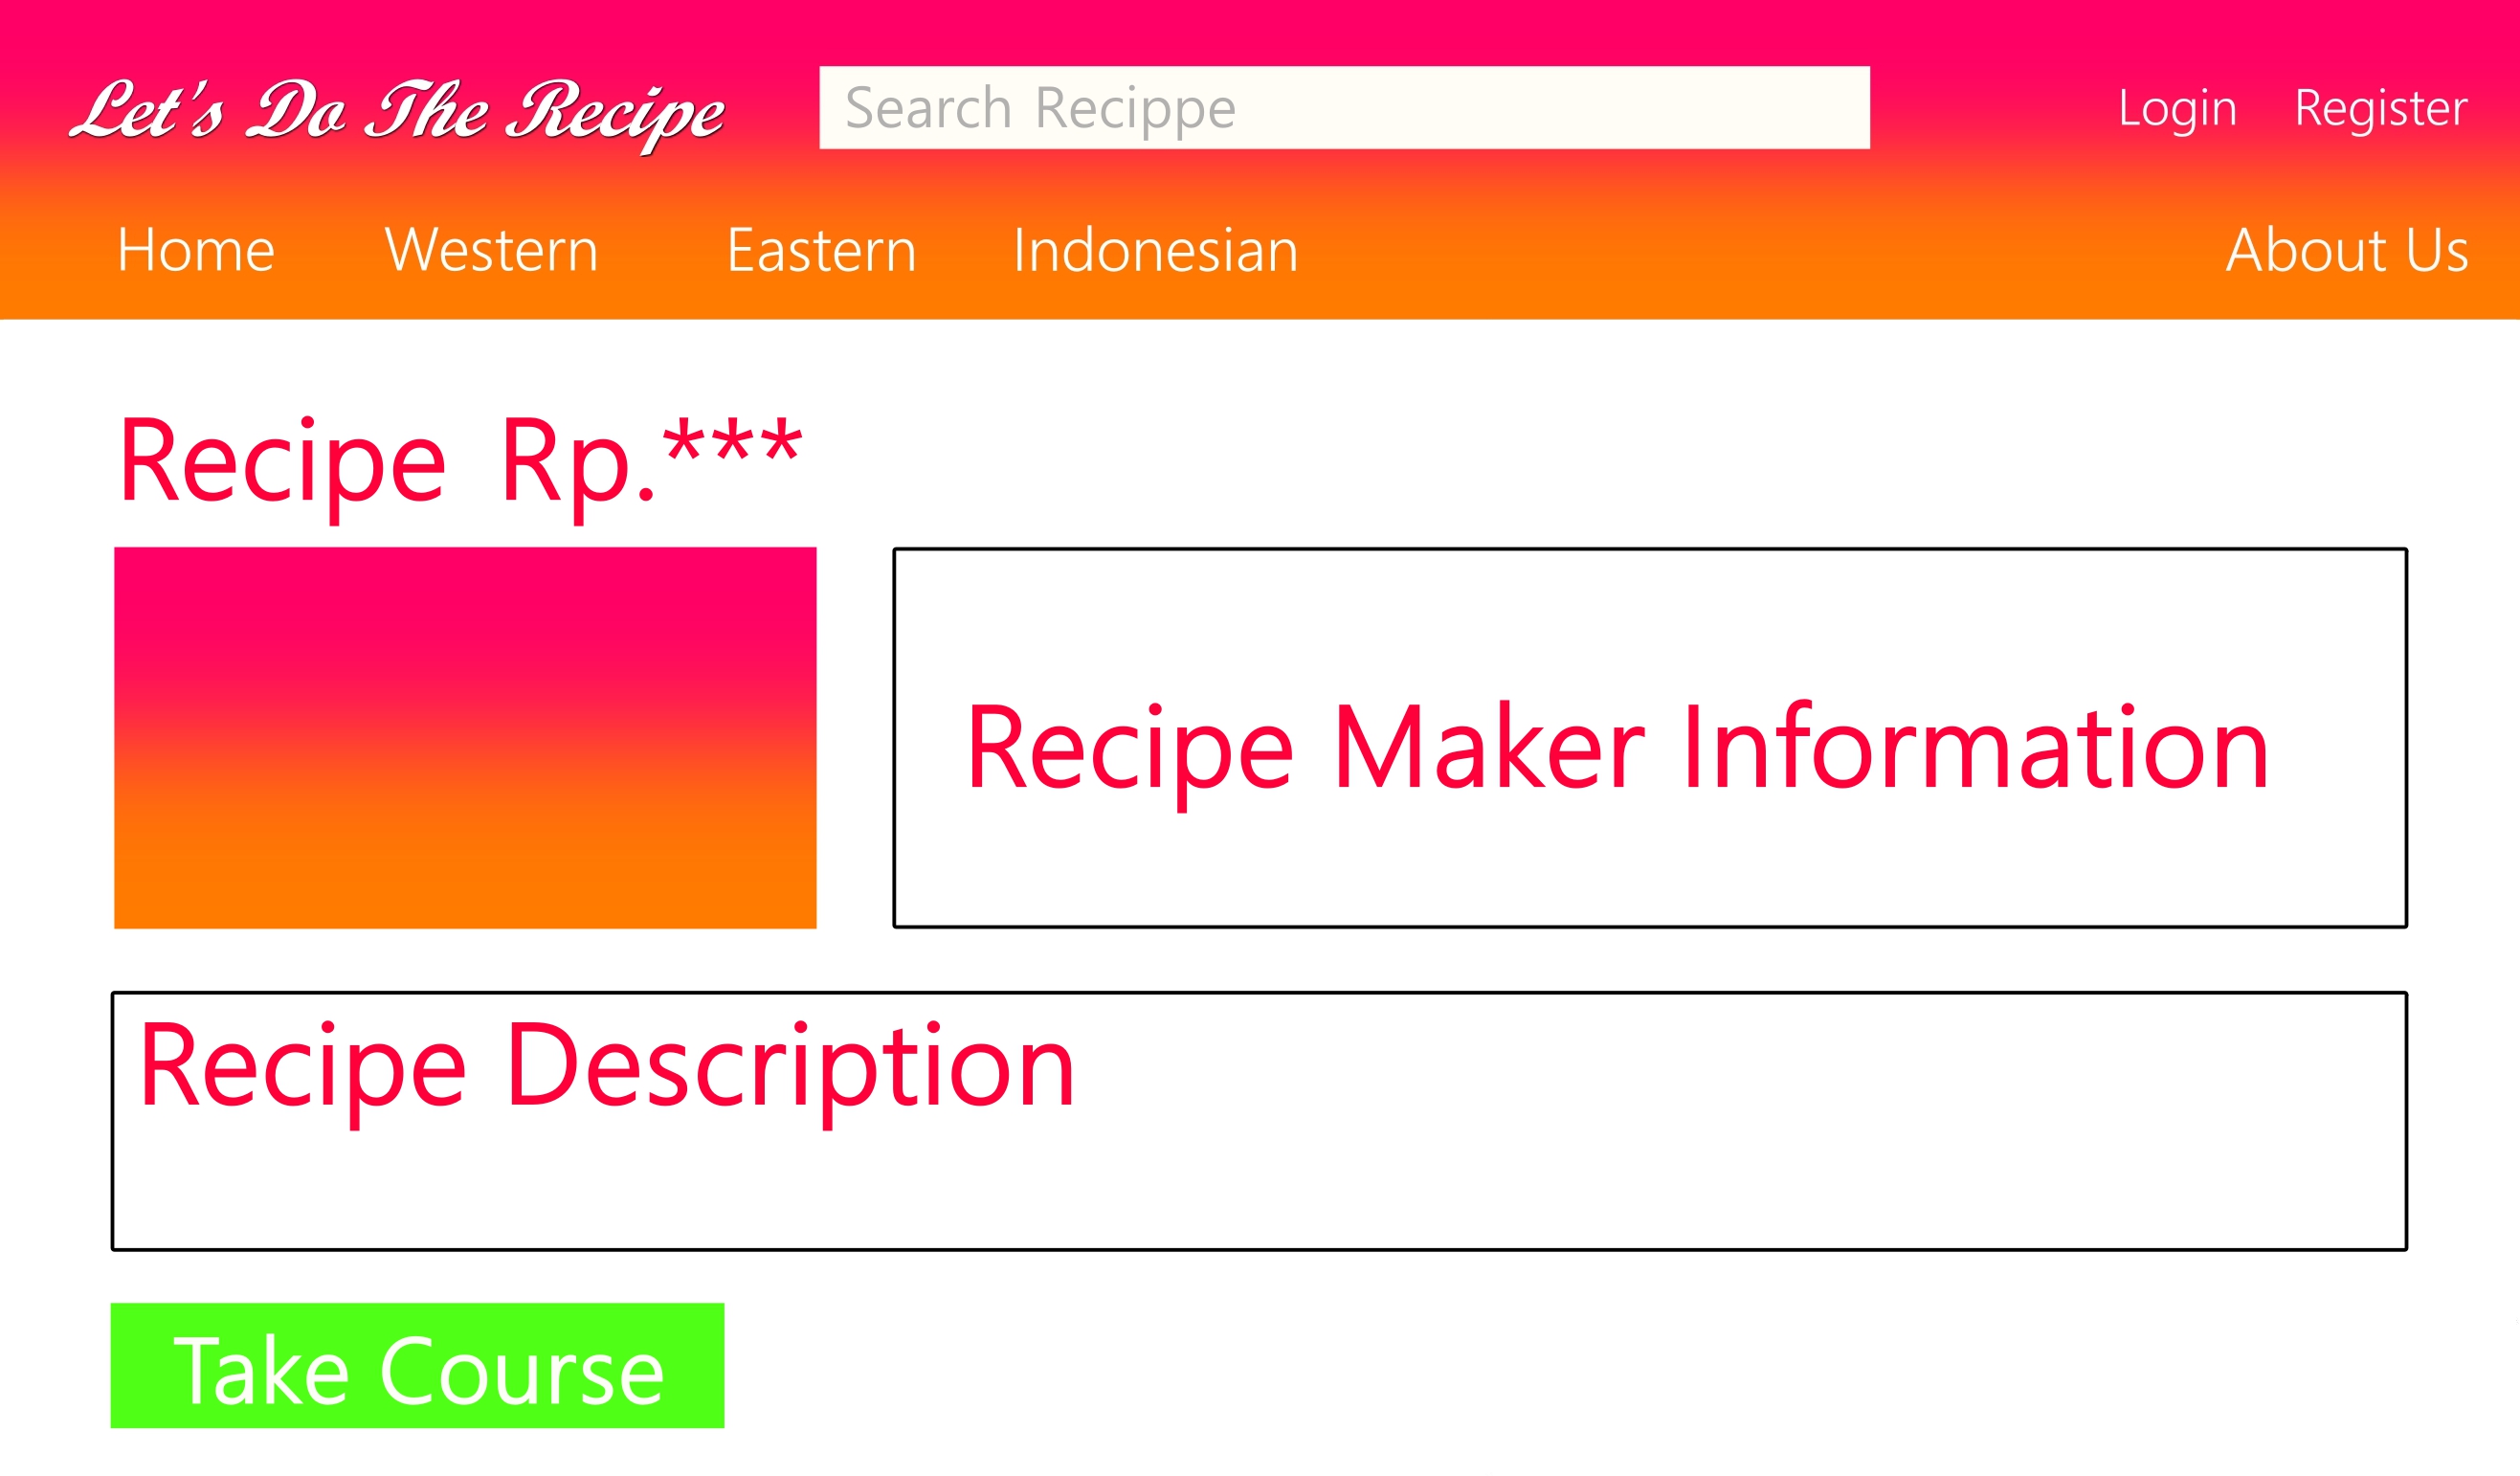 Let's Do The Recipe
Search Recippe
Login Register
Home Western Eastern Indonesian About Us
Recipe Rp.***
Recipe Maker Information
Recipe Description
Take Course